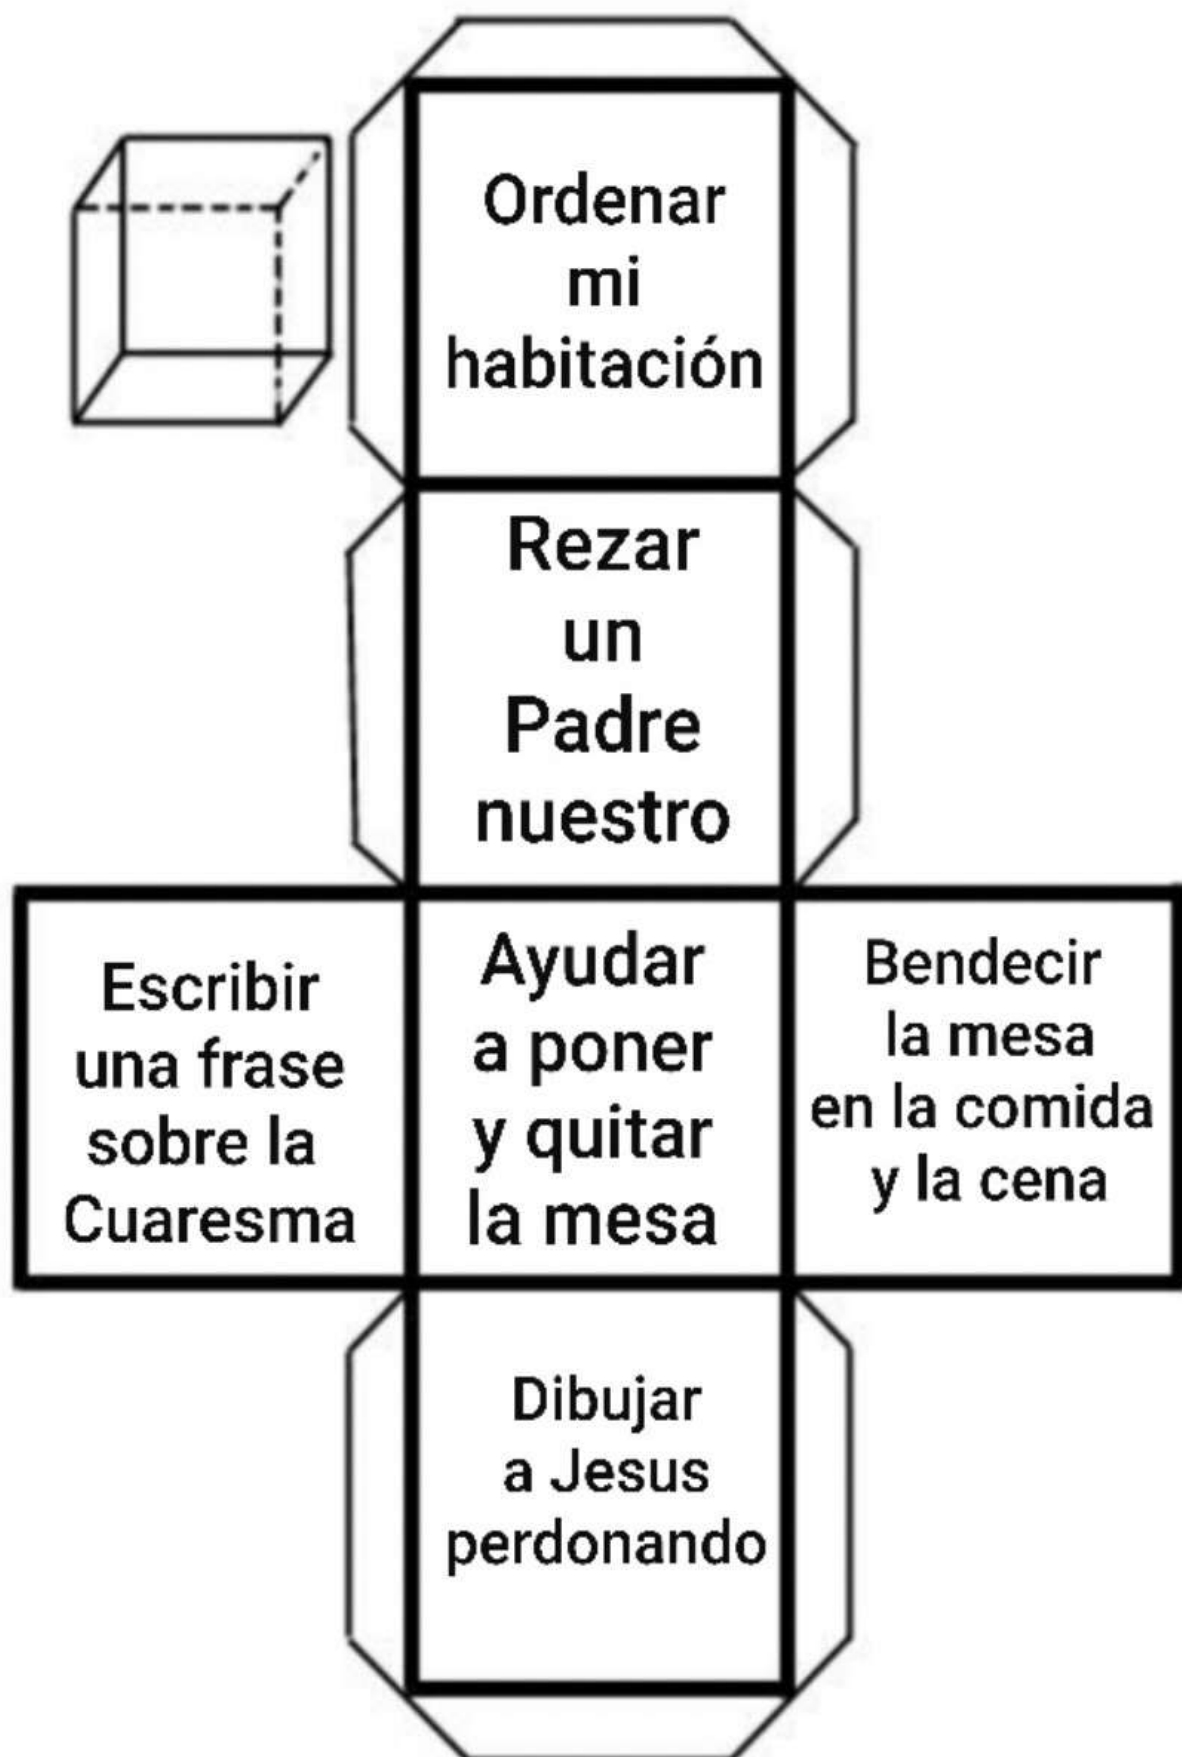 Ordenar
mi
habitación
Rezar
un
Padre
nuestro
Escribir
una frase
sobre la
Cuaresma
Ayudar
a poner
y quitar
la mesa
Bendecir
la mesa
en la comida
y la cena
Dibujar
a Jesus
perdonando